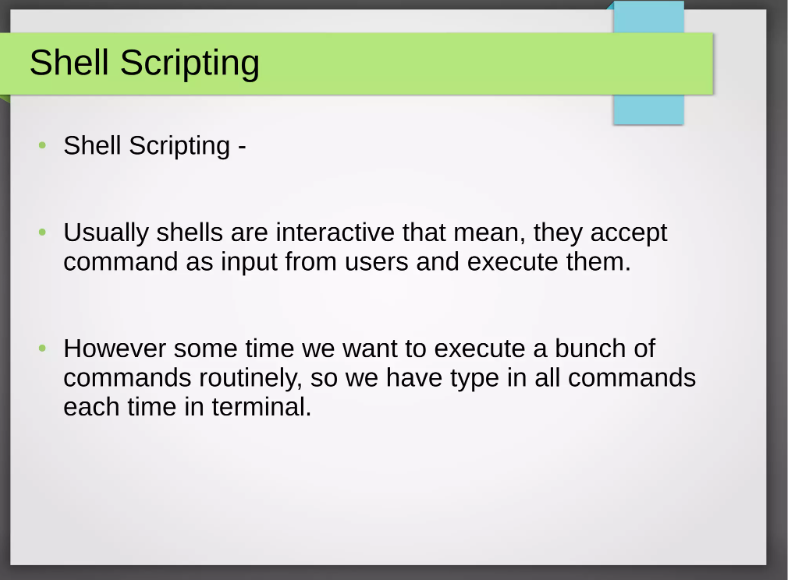 Shell Scripting
• Shell Scripting -
• Usually shells are interactive that mean, they accept
command as input from users and execute them.
• However some time we want to execute a bunch of
commands routinely, so we have type in all commands
each time in terminal.